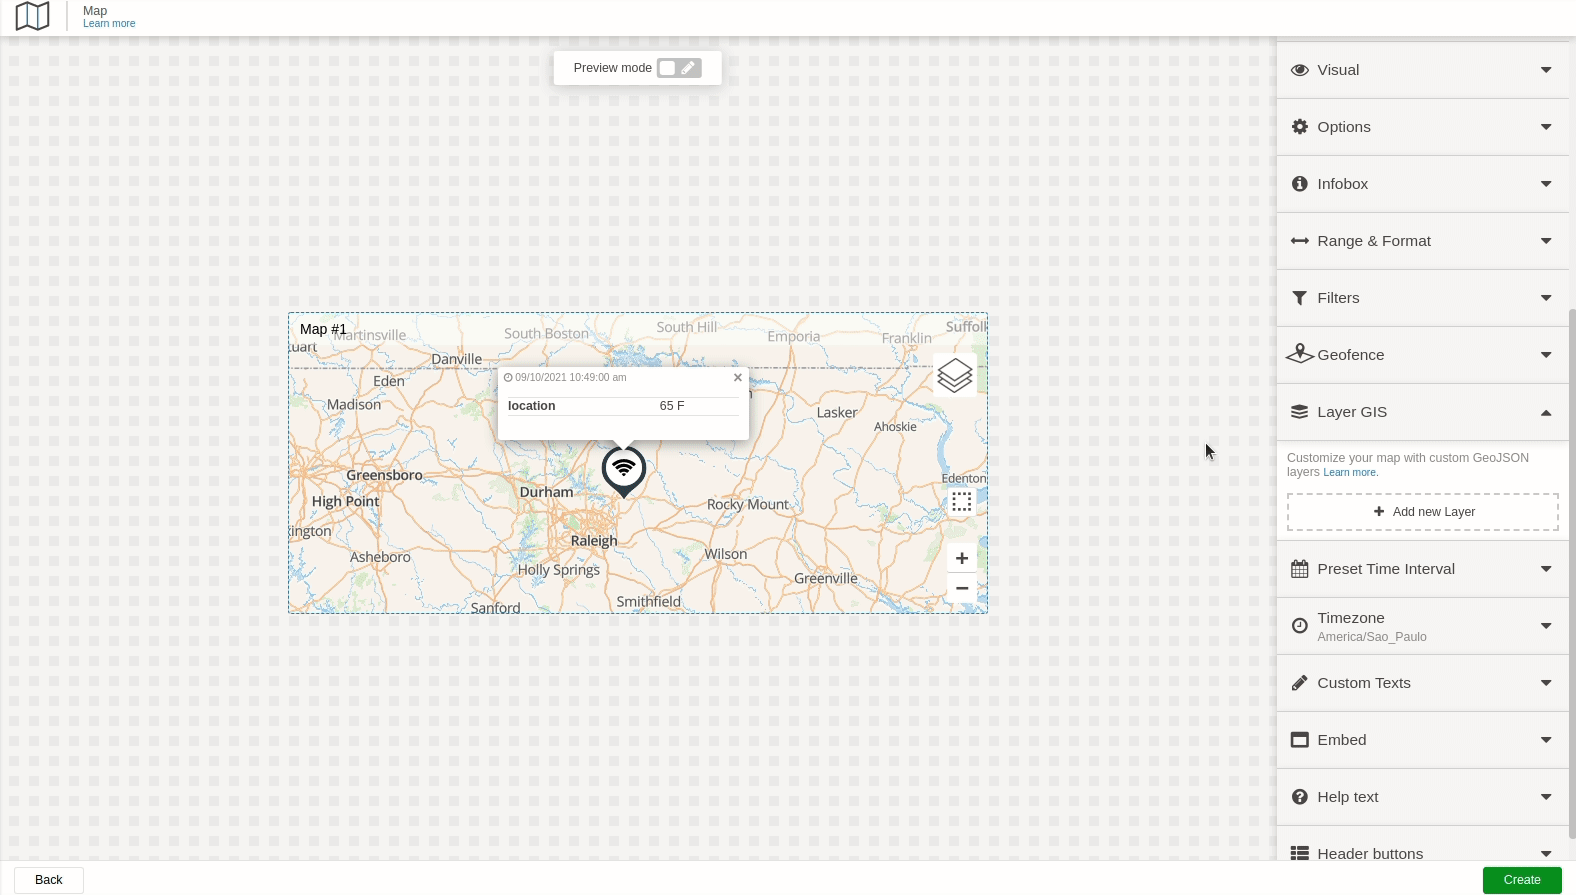 Map
Learn more
Preview mode
Visual
Options
Infobox
Range & Format
Filters
Geofence
Layer GIS
Customize your map with custom GeoJSON
layers Learn more.
Add new Layer
Preset Time Interval
Timezone
America/Sao_Paulo
Custom Texts
Embed
Help text
Header buttons
Map #1
Martinsville
South Boston
South Hill
Emporia
Franklin
Suffol
uart
Danville
Eden
Madison
09/10/2021 10:49:00 am
location 65 F
n
Lasker
Ahoskie
Greensboro
High Point
Durham
Edenton
Rocky Mount
ington
Raleigh
Asheboro
Wilson
Holly Springs
Greenville
Sanford
Smithfield
+
−
Back
Create